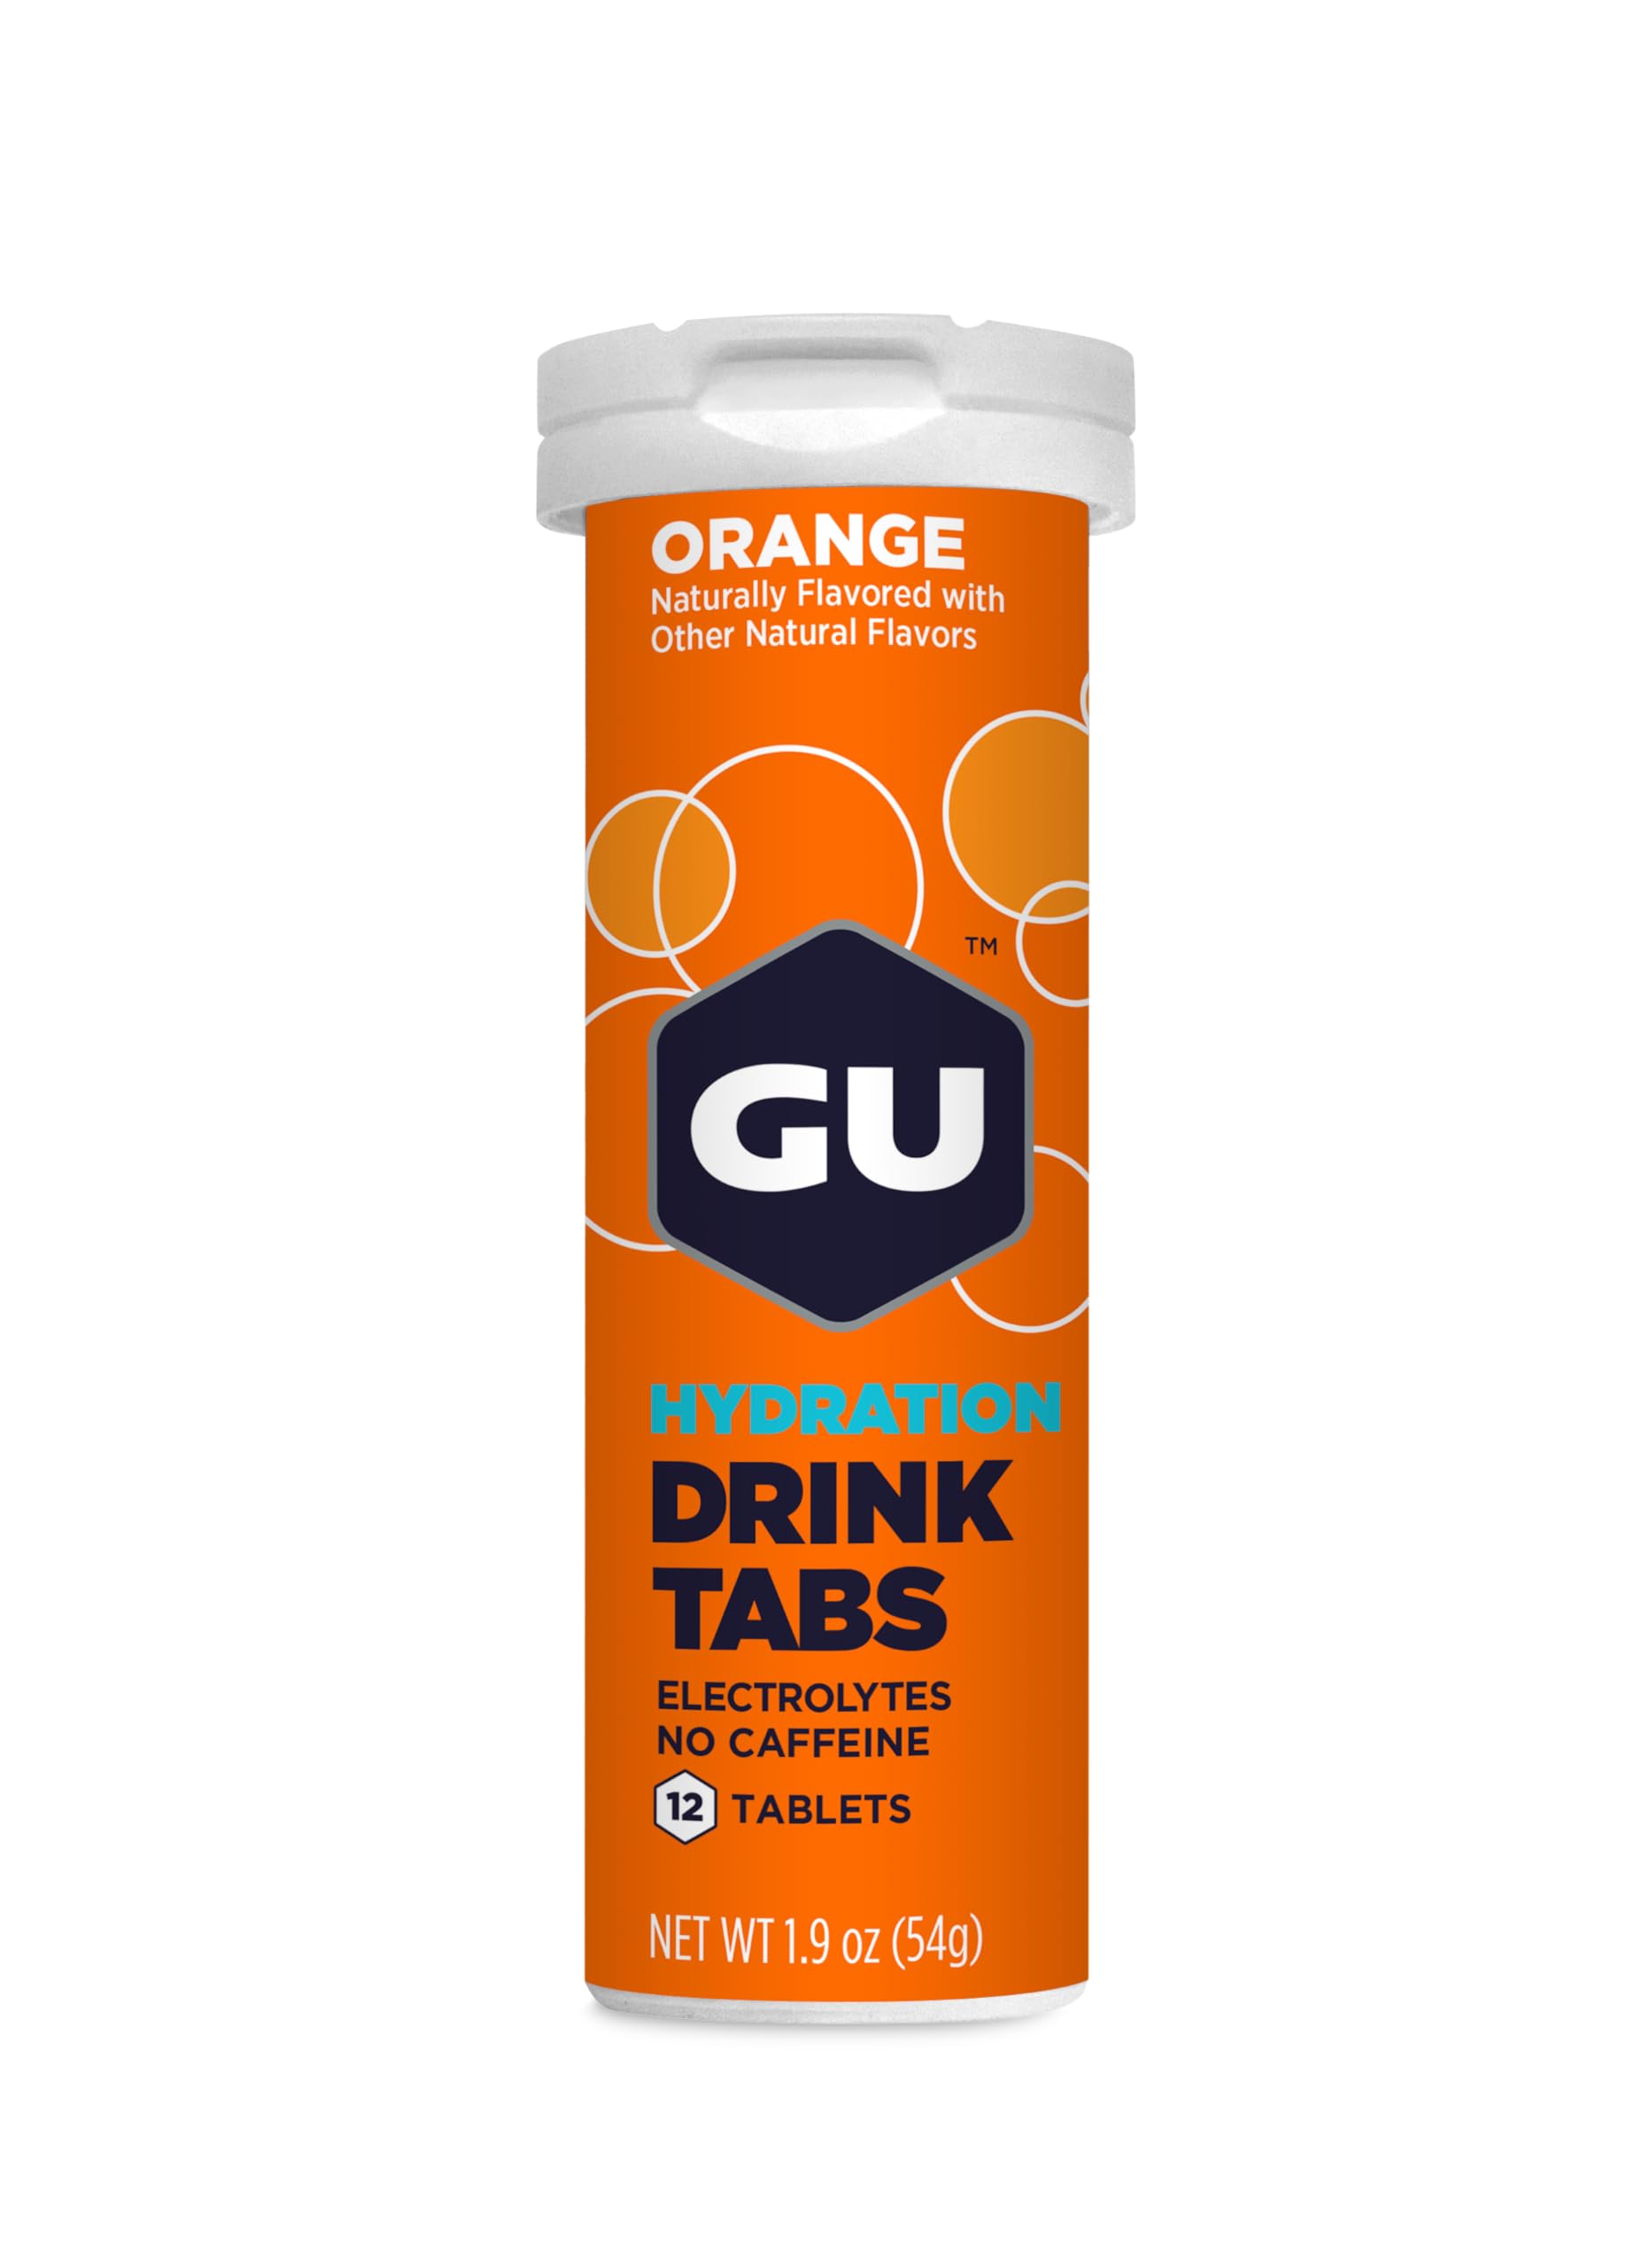 ORANGE
Naturally Flavored with
Other Natural Flavors
TM
GU
HYDRATION
DRINK
TABS
ELECTROLYTES
NO CAFFEINE
12 TABLETS
NET WT 1.9 oz (54g)